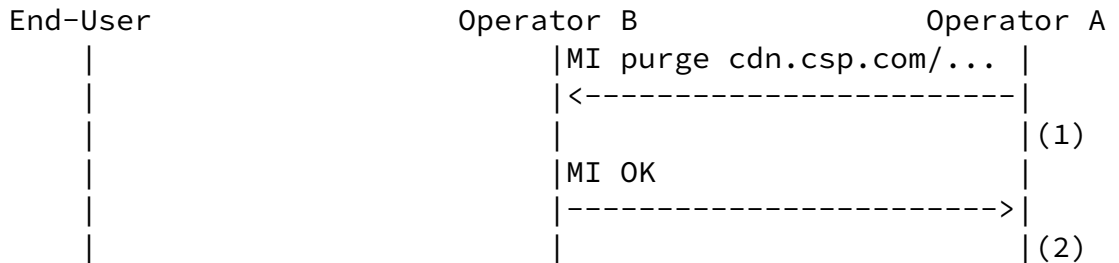 End-User Operator B Operator A
MI purge cdn.csp.com/...
(1)
MI OK
(2)